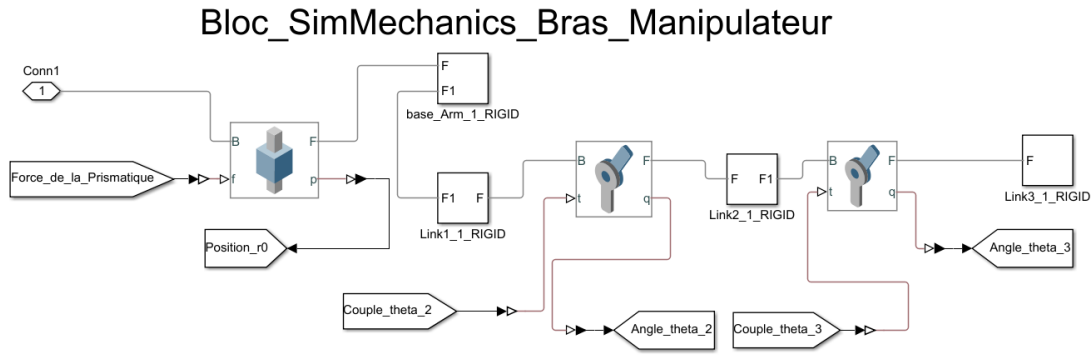 Bloc_SimMechanics_Bras_Manipulateur
Conn1
1
F
F1
base_Arm_1_RIGID
B
F
f
p
Force_de_la_Prismatique
Position_r0
F1
F
Link1_1_RIGID
B
F
t
q
F
F1
Link2_1_RIGID
B
F
t
q
F
Link3_1_RIGID
Angle_theta_3
Couple_theta_2
Angle_theta_2
Couple_theta_3